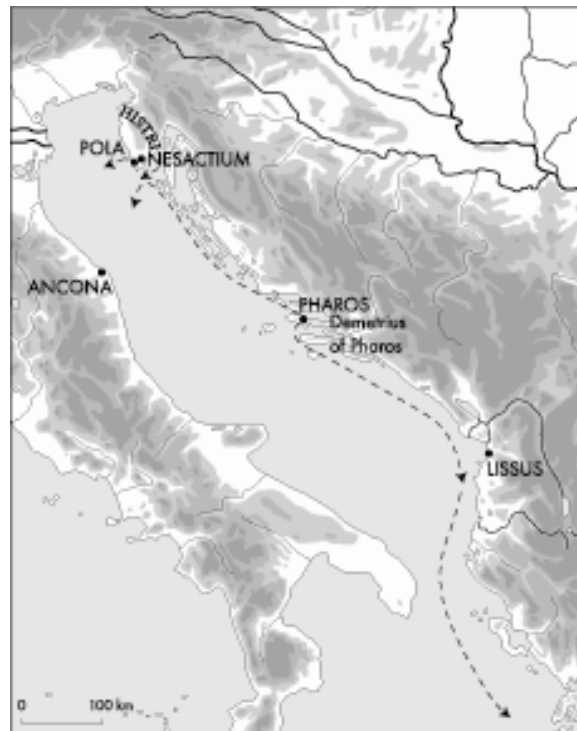 HISTRI
POLA
NESACTIUM
ANCONA
PHAROS
Demetrius
of Pharos
LISSUS
0 100 km